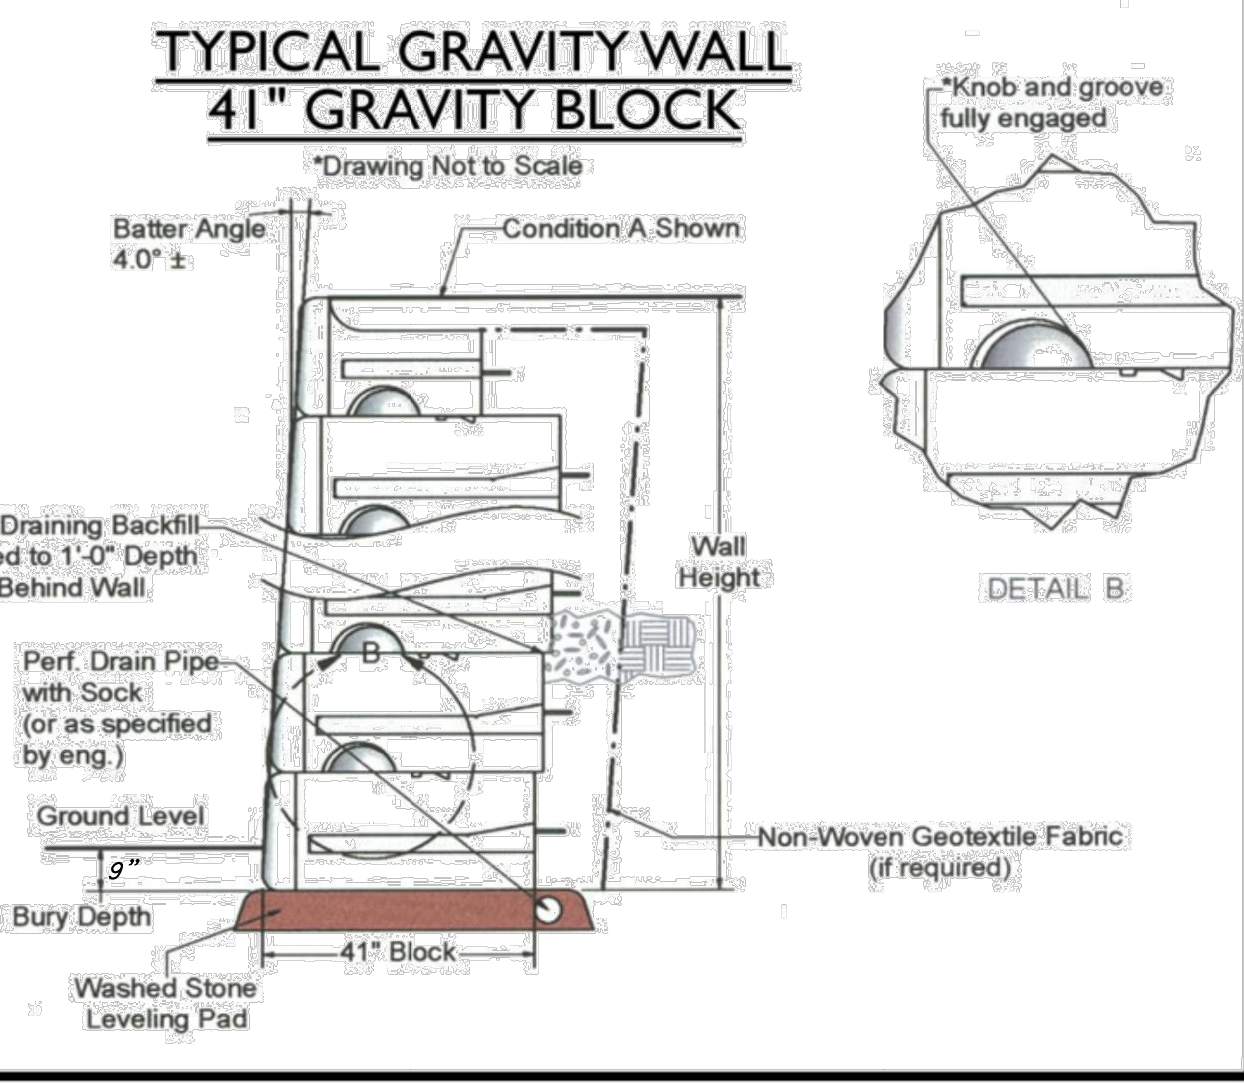 TYPICAL GRAVITY WALL
41" GRAVITY BLOCK
*Drawing Not to Scale
*Knob and groove
fully engaged
Batter Angle
4.0° ±
Condition A Shown
Draining Backfill
ed to 1'-0" Depth
Behind Wall
Wall
Height
DETAIL B
B
Perf. Drain Pipe
with Sock
(or as specified
by eng.)
Ground Level
9”
Bury Depth
Non-Woven Geotextile Fabric
(if required)
41" Block
Washed Stone
Leveling Pad